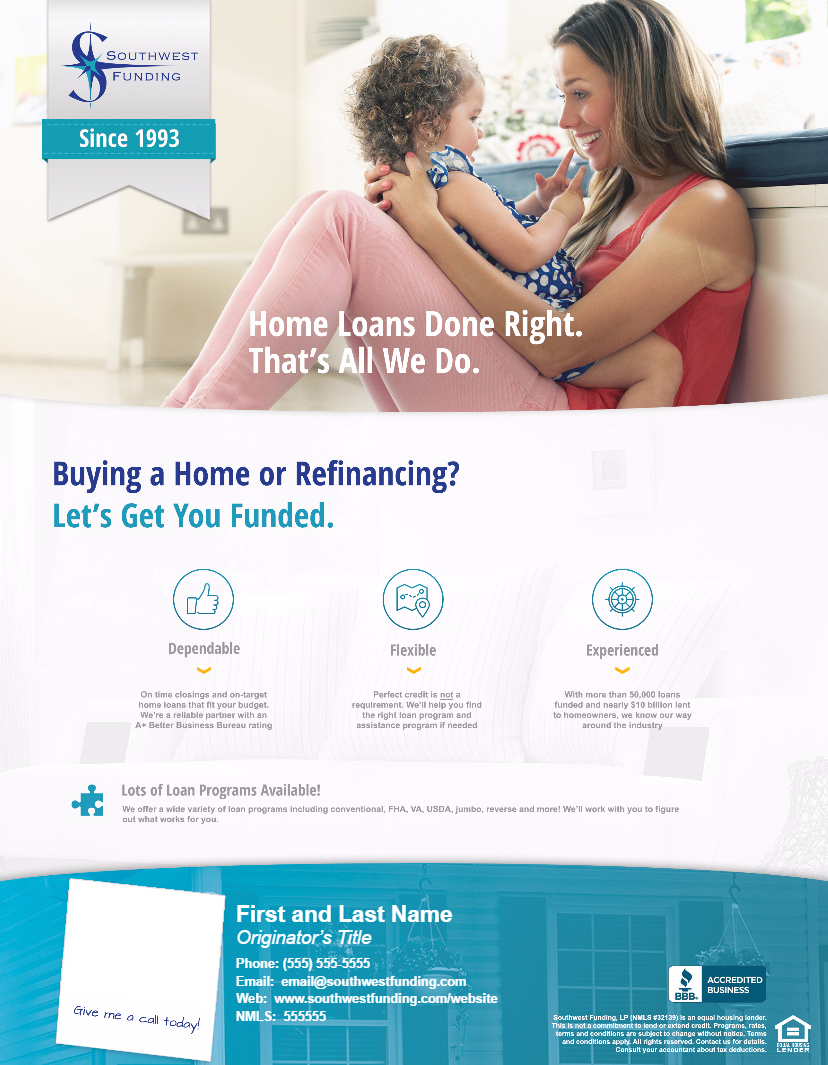 SOUTHWEST
FUNDING
Since 1993
Home Loans Done Right.
That's All We Do.
Buying a Home or Refinancing?
Let's Get You Funded.
Dependable
On time closings and on-target
home loans that fit your budget.
We're a reliable partner with an
A+ Better Business Bureau rating
Flexible
Perfect credit is not a
requirement. We'll help you find
the right loan program and
assistance program if needed
Experienced
With more than 50,000 loans
funded and nearly $10 billion lent
to homeowners, we know our way
around the industry
Lots of Loan Programs Available!
We offer a wide variety of loan programs including conventional, FHA, VA, USDA, jumbo, reverse and more! We'll work with you to figure
out what works for you.
Give me a call today!
First and Last Name
Originator's Title
Phone: (555) 555-5555
Email: email@southwestfunding.com
Web: www.southwestfunding.com/website
NMLS: 555555
BBB
ACCREDITED
BUSINESS
Southwest Funding, LP (NMLS #32139) is an equal housing lender.
This is not a commitment to lend or extend credit. Programs, rates,
terms and conditions are subject to change without notice. Terms
and conditions apply. All rights reserved. Contact us for details.
Consult your accountant about tax deductions.
EQUAL HOUSING
LENDER